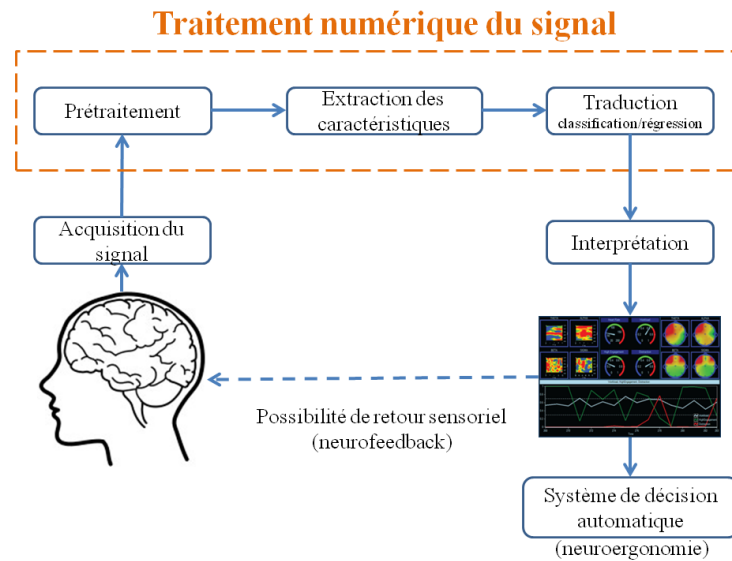 Traitement numérique du signal
Prétraitement
Extraction des
caractéristiques
Traduction
classification/régression
Acquisition du
signal
Interprétation
Possibilité de retour sensoriel
(neurofeedback)
Système de décision
automatique
(neuroergonomie)